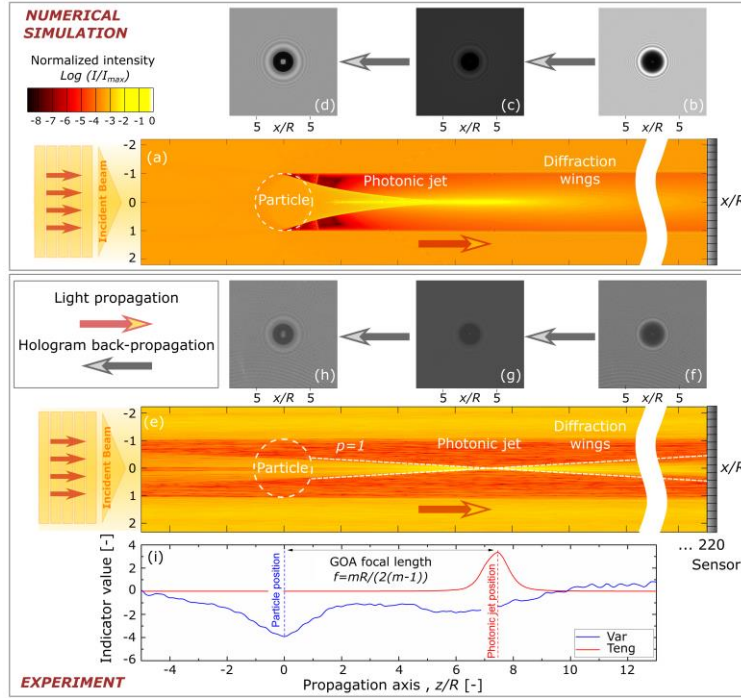 NUMERICAL
SIMULATION
Normalized intensity
Log (I/Imax)
-8 -7 -6 -5 -4 -3 -2 -1 0
(d)
(c)
(b)
5 x/R 5
5 x/R 5
5 x/R 5
(a)
-2
-1
0
1
2
Incident Beam
Particle
Photonic jet
Diffraction
wings
x/R
Light propagation
Hologram back-propagation
(h)
(g)
(f)
5 x/R 5
5 x/R 5
5 x/R 5
(e)
-2
-1
0
1
2
Incident Beam
Particle
p=1
Photonic jet
Diffraction
wings
x/R
... 220
Sensor
(i)
Indicator value [-]
4
2
0
-2
-4
-6
Particle position
GOA focal length
f=mR/(2(m-1))
Photonic jet position
Var
Teng
-4 -2 0 2 4 6 8 10 12
Propagation axis , z/R [-]
EXPERIMENT